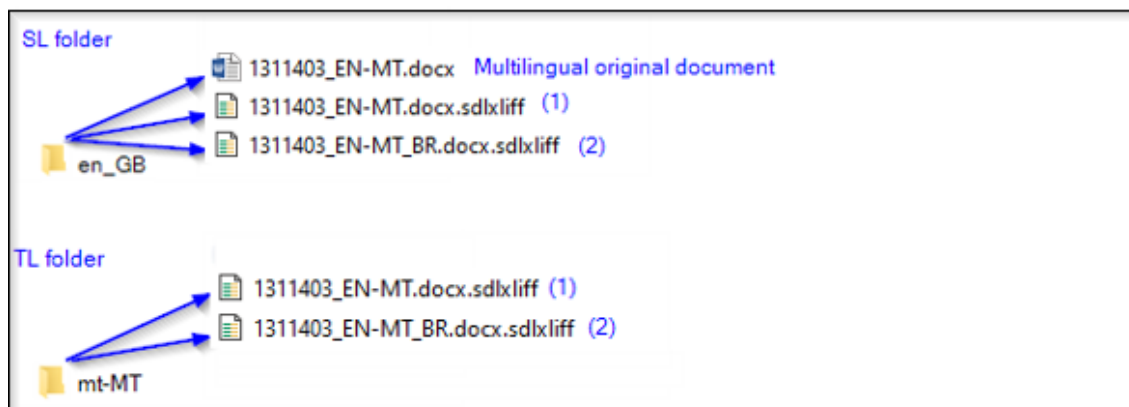 SL folder
1311403_EN-MT.docx Multilingual original document
1311403_EN-MT.docx.sdlxliff (1)
1311403_EN-MT_BR.docx.sdlxliff (2)
en_GB
TL folder
1311403_EN-MT.docx.sdlxliff (1)
1311403_EN-MT_BR.docx.sdlxliff (2)
mt-MT